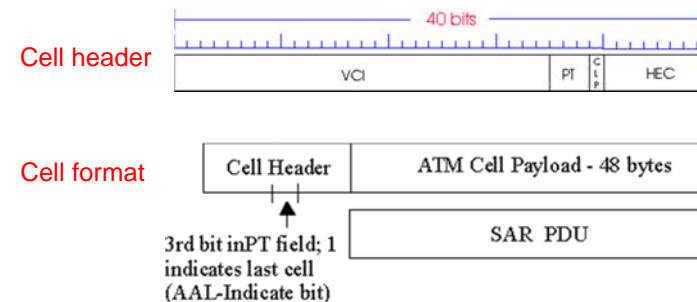 40 bits
Cell header
VCI PT CLP HEC
Cell format
Cell Header ATM Cell Payload - 48 bytes
SAR PDU
3rd bit inPT field; 1
indicates last cell
(AAL-Indicate bit)